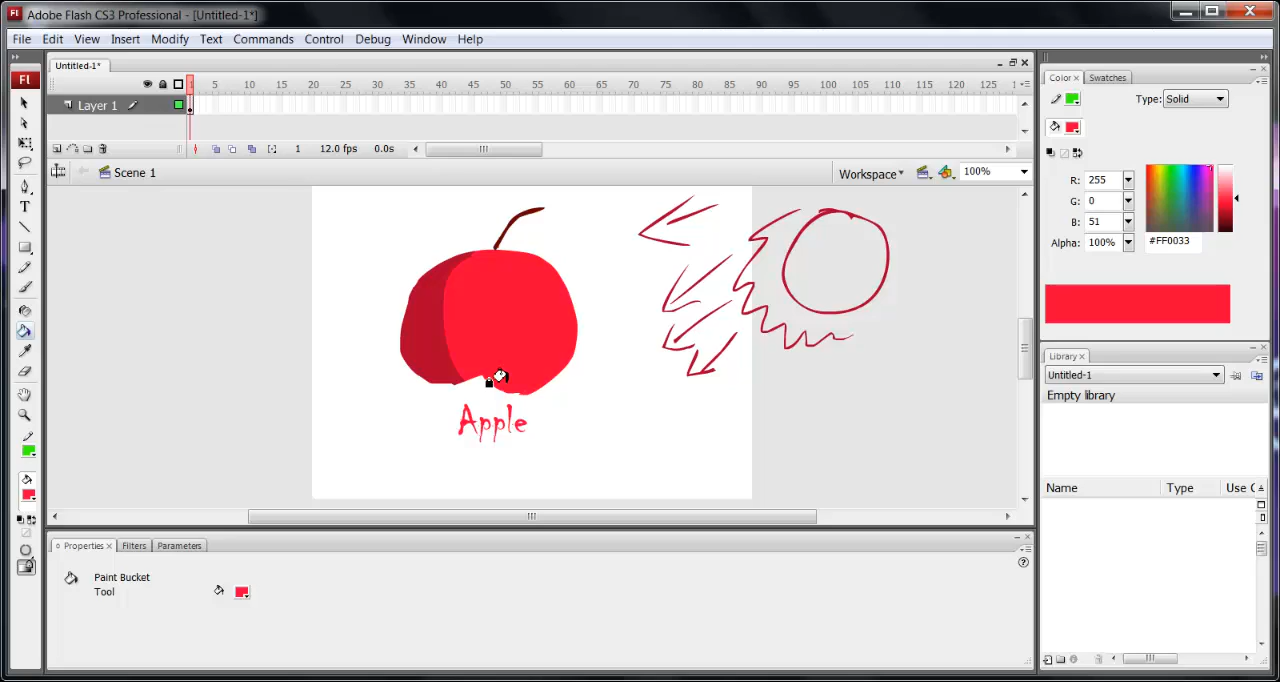 Adobe Flash CS3 Professional - [Untitled-1*]
File Edit View Insert Modify Text Commands Control Debug Window Help
Untitled-1*
1 5 10 15 20 25 30 35 40 45 50 55 60 65 70 75 80 85 90 95 100 105 110 115 120 125 1
Layer 1
1 12.0 fps 0.0s
Scene 1
Workspace
100%
Apple
Properties Filters Parameters
Paint Bucket
Tool
Fl
Color Swatches
Type: Solid
R: 255
G: 0
B: 51
Alpha: 100%
#FF0033
Library
Untitled-1
Empty library
Name Type Use C